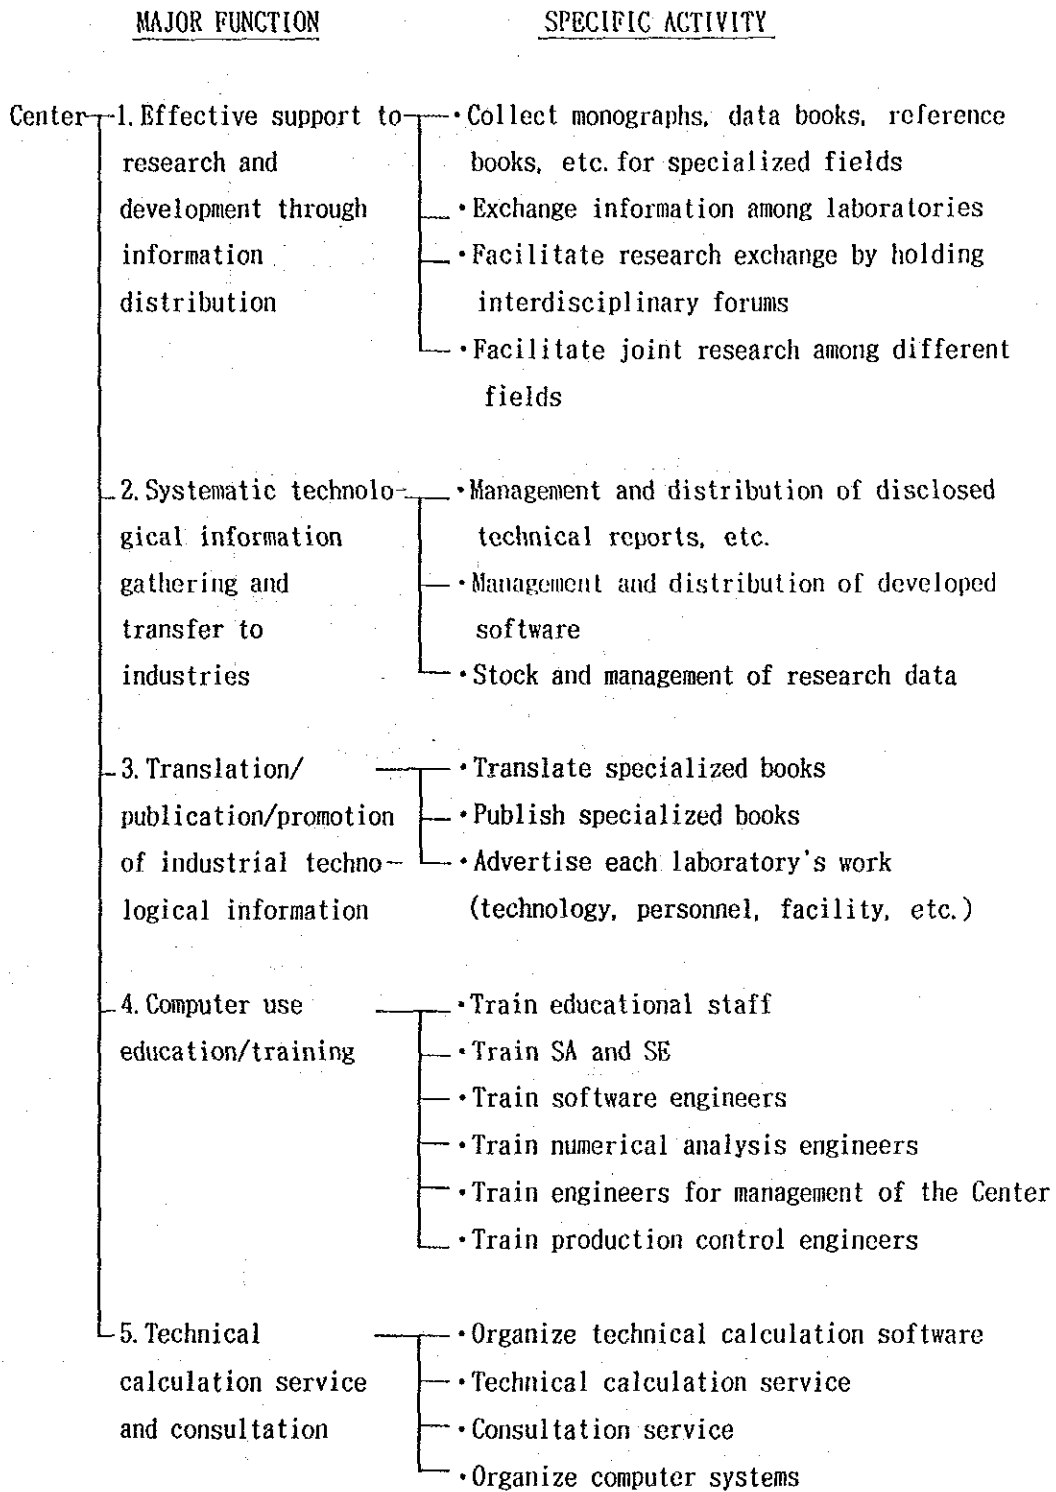 MAJOR FUNCTION SPECIFIC ACTIVITY
Center 1. Effective support to ・Collect monographs, data books, reference
research and books, etc. for specialized fields
development through ・Exchange information among laboratories
information ・Facilitate research exchange by holding
distribution interdisciplinary forums
・Facilitate joint research among different
fields
2. Systematic technolo- ・Management and distribution of disclosed
gical information technical reports, etc.
gathering and ・Management and distribution of developed
transfer to software
industries ・Stock and management of research data
3. Translation/ ・Translate specialized books
publication/promotion ・Publish specialized books
of industrial techno- ・Advertise each laboratory's work
logical information (technology, personnel, facility, etc.)
4. Computer use ・Train educational staff
education/training ・Train SA and SE
・Train software engineers
・Train numerical analysis engineers
・Train engineers for management of the Center
・Train production control engineers
5. Technical ・Organize technical calculation software
calculation service ・Technical calculation service
and consultation ・Consultation service
・Organize computer systems